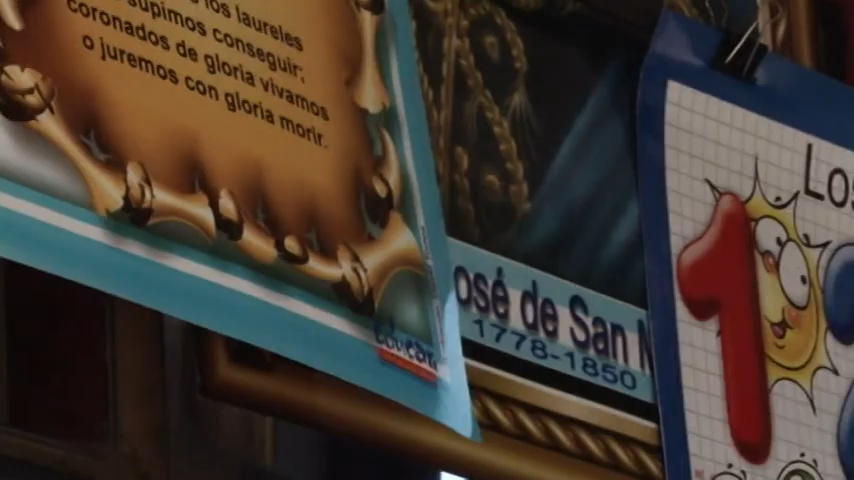 los laureles
supimos conseguir;
coronados de gloria vivamos
o juremos con gloria morir.
osé de San
1778-1850
Los
1